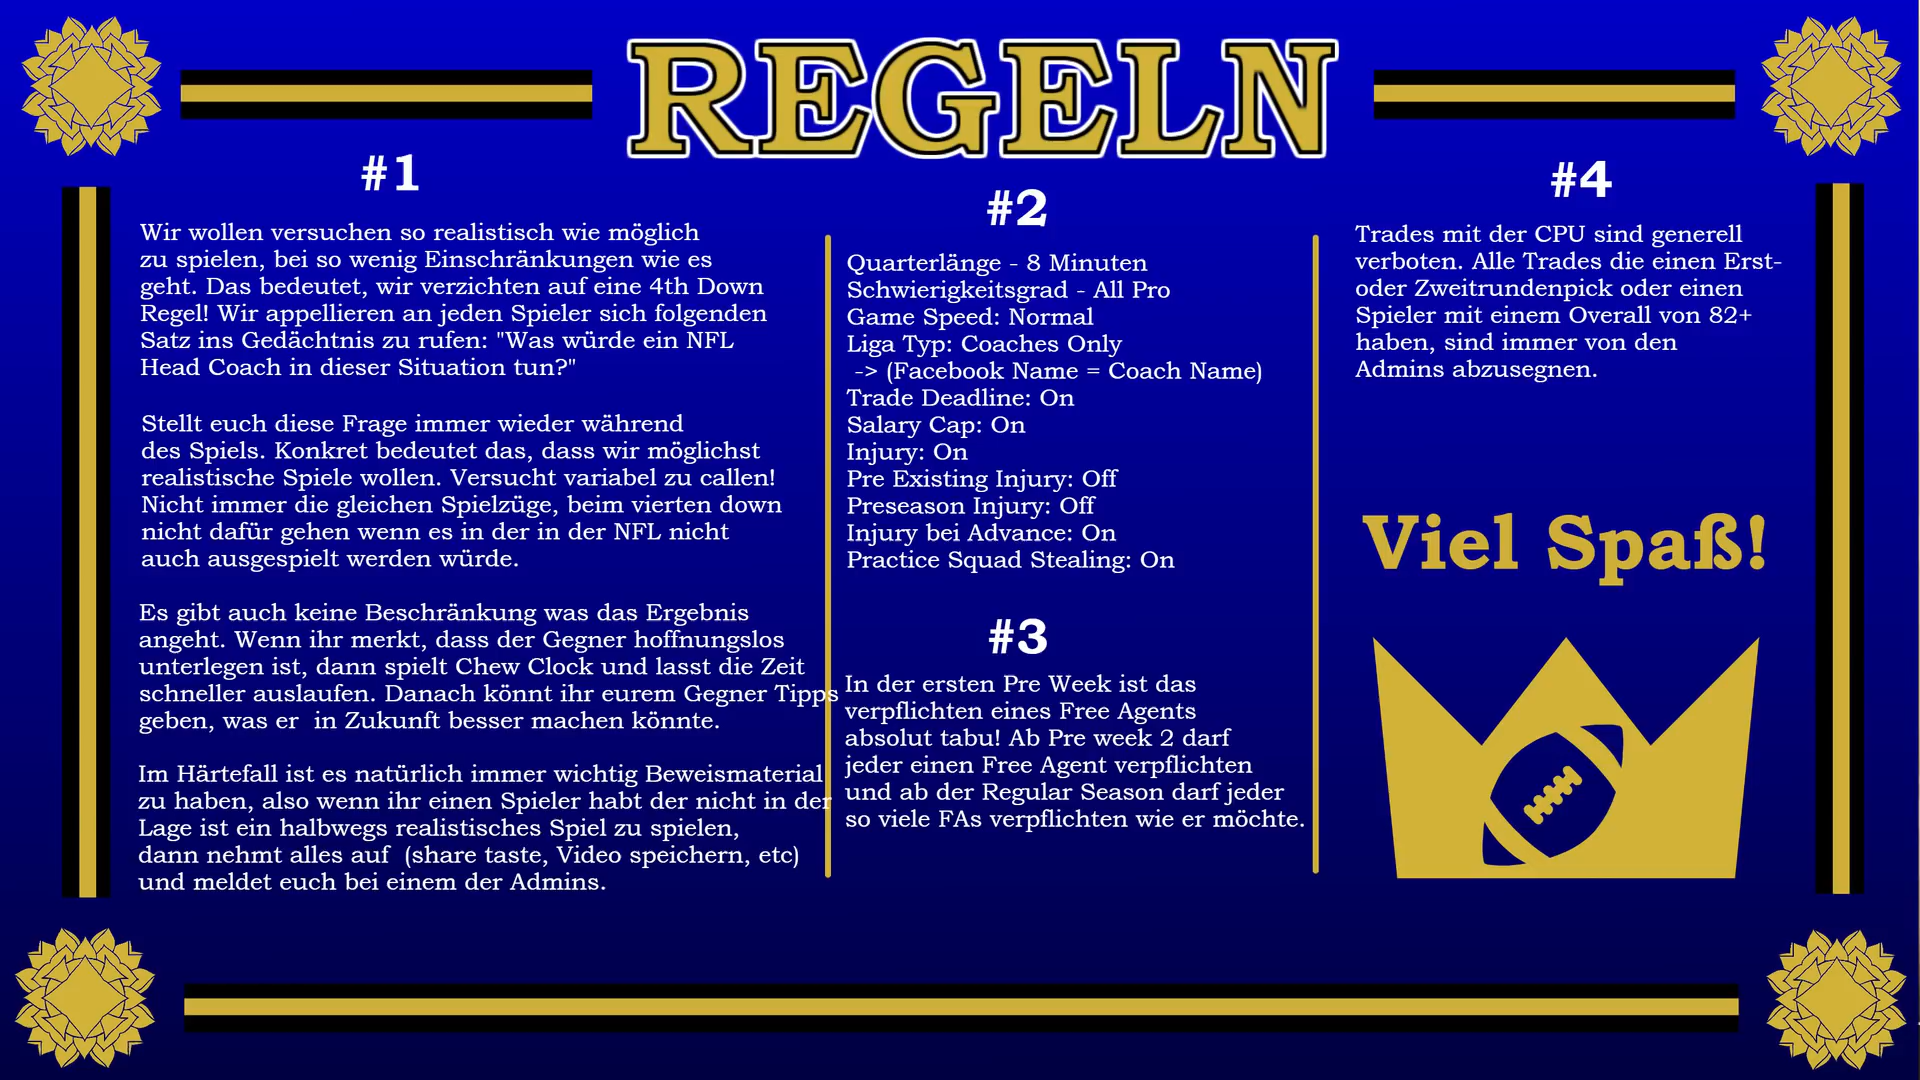 REGELN
#1
Wir wollen versuchen so realistisch wie möglich
zu spielen, bei so wenig Einschränkungen wie es
geht. Das bedeutet, wir verzichten auf eine 4th Down
Regel! Wir appellieren an jeden Spieler sich folgenden
Satz ins Gedächtnis zu rufen: "Was würde ein NFL
Head Coach in dieser Situation tun?"
Stellt euch diese Frage immer wieder während
des Spiels. Konkret bedeutet das, dass wir möglichst
realistische Spiele wollen. Versucht variabel zu callen!
Nicht immer die gleichen Spielzüge, beim vierten down
nicht dafür gehen wenn es in der in der NFL nicht
auch ausgespielt werden würde.
Es gibt auch keine Beschränkung was das Ergebnis
angeht. Wenn ihr merkt, dass der Gegner hoffnungslos
unterlegen ist, dann spielt Chew Clock und lasst die Zeit
schneller auslaufen. Danach könnt ihr eurem Gegner Tipps
geben, was er  in Zukunft besser machen könnte.
Im Härtefall ist es natürlich immer wichtig Beweismaterial
zu haben, also wenn ihr einen Spieler habt der nicht in der
Lage ist ein halbwegs realistisches Spiel zu spielen,
dann nehmt alles auf  (share taste, Video speichern, etc)
und meldet euch bei einem der Admins.
#2
Quarterlänge - 8 Minuten
Schwierigkeitsgrad - All Pro
Game Speed: Normal
Liga Typ: Coaches Only
-> (Facebook Name = Coach Name)
Trade Deadline: On
Salary Cap: On
Injury: On
Pre Existing Injury: Off
Preseason Injury: Off
Injury bei Advance: On
Practice Squad Stealing: On
#3
In der ersten Pre Week ist das
verpflichten eines Free Agents
absolut tabu! Ab Pre week 2 darf
jeder einen Free Agent verpflichten
und ab der Regular Season darf jeder
so viele FAs verpflichten wie er möchte.
#4
Trades mit der CPU sind generell
verboten. Alle Trades die einen Erst-
oder Zweitrundenpick oder einen
Spieler mit einem Overall von 82+
haben, sind immer von den
Admins abzusegnen.
Viel Spaß!